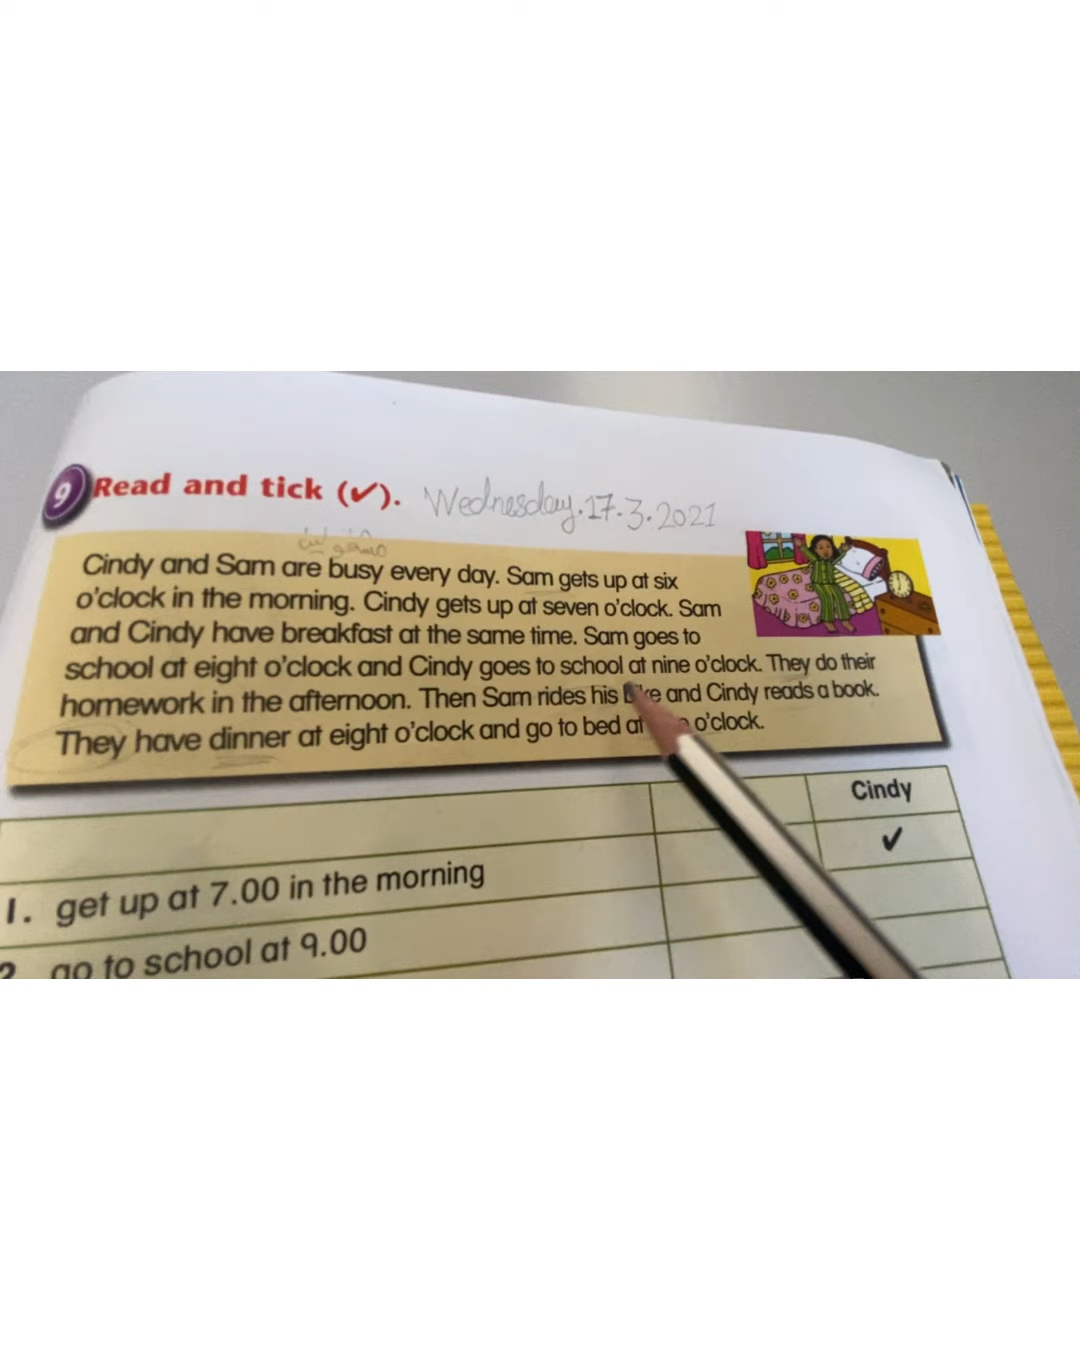 9 Read and tick (✔). Wednesday.17.3.2021
مشغولين
Cindy and Sam are busy every day. Sam gets up at six
o'clock in the morning. Cindy gets up at seven o'clock. Sam
and Cindy have breakfast at the same time. Sam goes to
school at eight o'clock and Cindy goes to school at nine o'clock. They do their
homework in the afternoon. Then Sam rides his and Cindy reads a book.
They have dinner at eight o'clock and go to bed at o'clock.
Cindy
✔
1. get up at 7.00 in the morning
2 go to school at 9.00